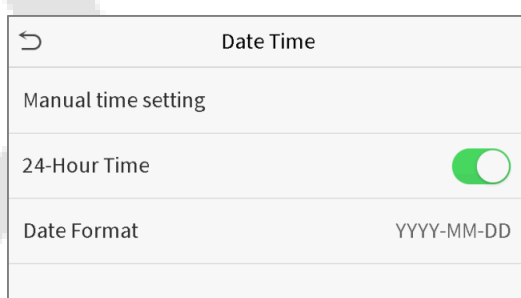 Date Time
Manual time setting
24-Hour Time
Date Format YYYY-MM-DD